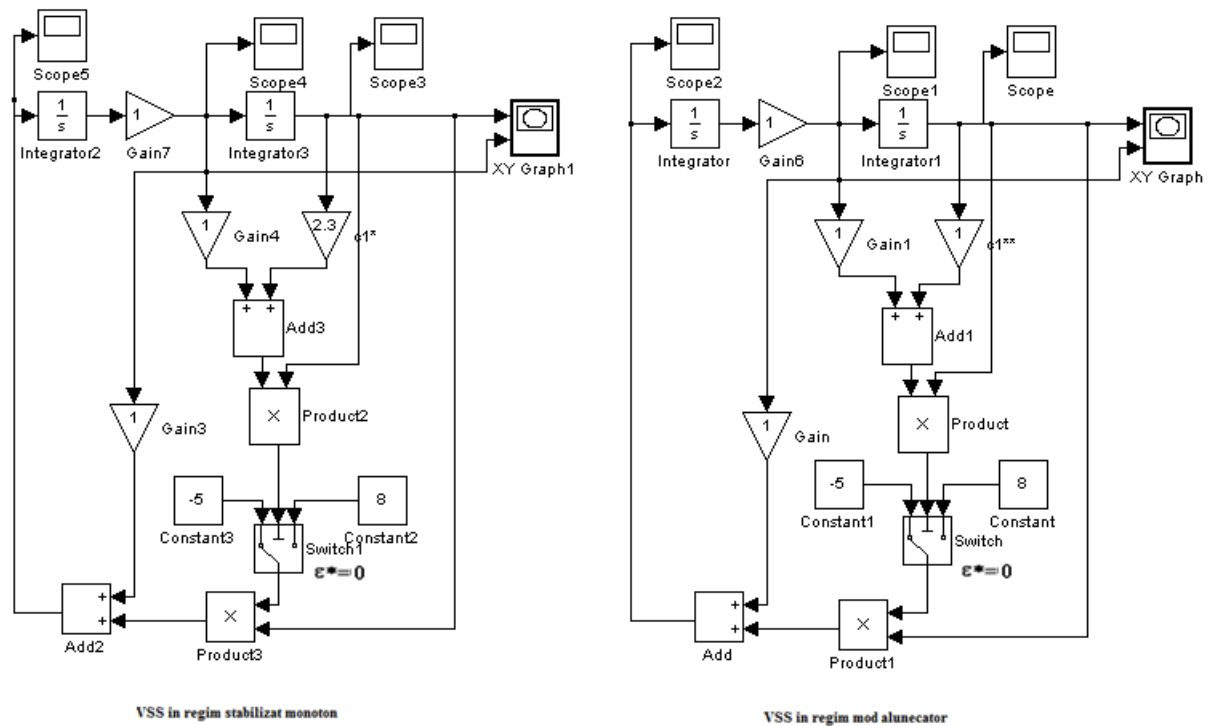 Scope5
Scope4
Scope3
1
s
Integrator2
1
Gain7
1
s
Integrator3
XY Graph1
1
Gain4
2.3
c1*
+ +
Add3
×
Product2
1
Gain3
-5
Constant3
8
Constant2
Switch1
ε*=0
+
+
Add2
×
Product3
VSS in regim stabilizat monoton
Scope2
Scope1
Scope
1
s
Integrator
1
Gain6
1
s
Integrator1
XY Graph
1
Gain1
1
c1**
+ +
Add1
×
Product
1
Gain
-5
Constant1
8
Constant
Switch
ε*=0
+
+
Add
×
Product1
VSS in regim mod alunecator